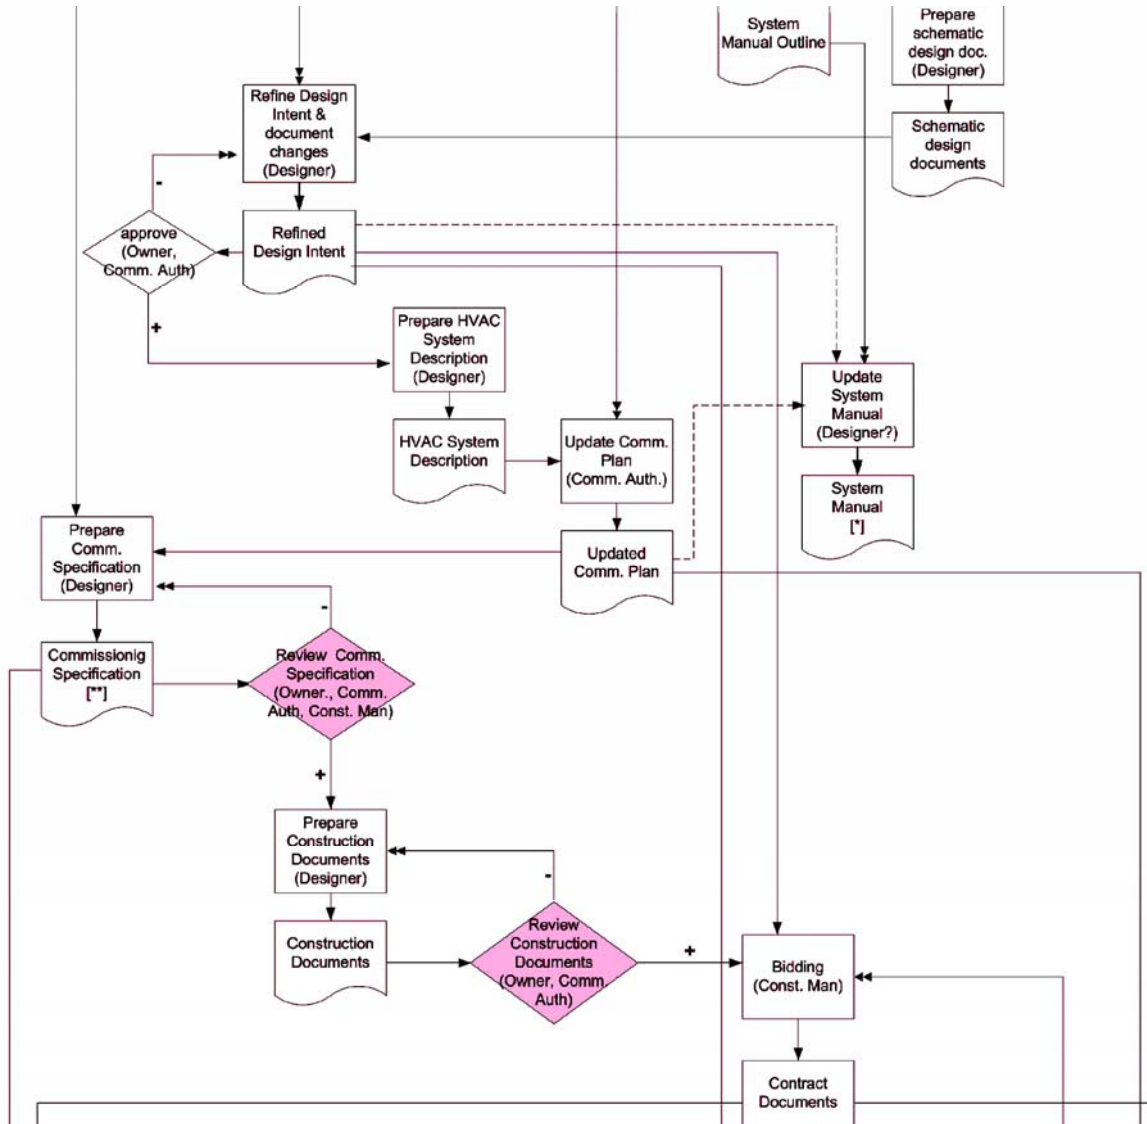 System
Manual Outline
Prepare
schematic
design doc.
(Designer)
Refine Design
Intent &
document
changes
(Designer)
Schematic
design
documents
-
approve
(Owner,
Comm. Auth)
Refined
Design Intent
+
Prepare HVAC
System
Description
(Designer)
Update
System
Manual
(Designer?)
HVAC System
Description
Update Comm.
Plan
(Comm. Auth.)
System
Manual
[*]
Prepare
Comm.
Specification
(Designer)
Updated
Comm. Plan
-
Commissionig
Specification
[**]
Review Comm.
Specification
(Owner., Comm.
Auth, Const. Man)
+
Prepare
Construction
Documents
(Designer)
-
Construction
Documents
Review
Construction
Documents
(Owner, Comm.
Auth)
+
Bidding
(Const. Man)
Contract
Documents